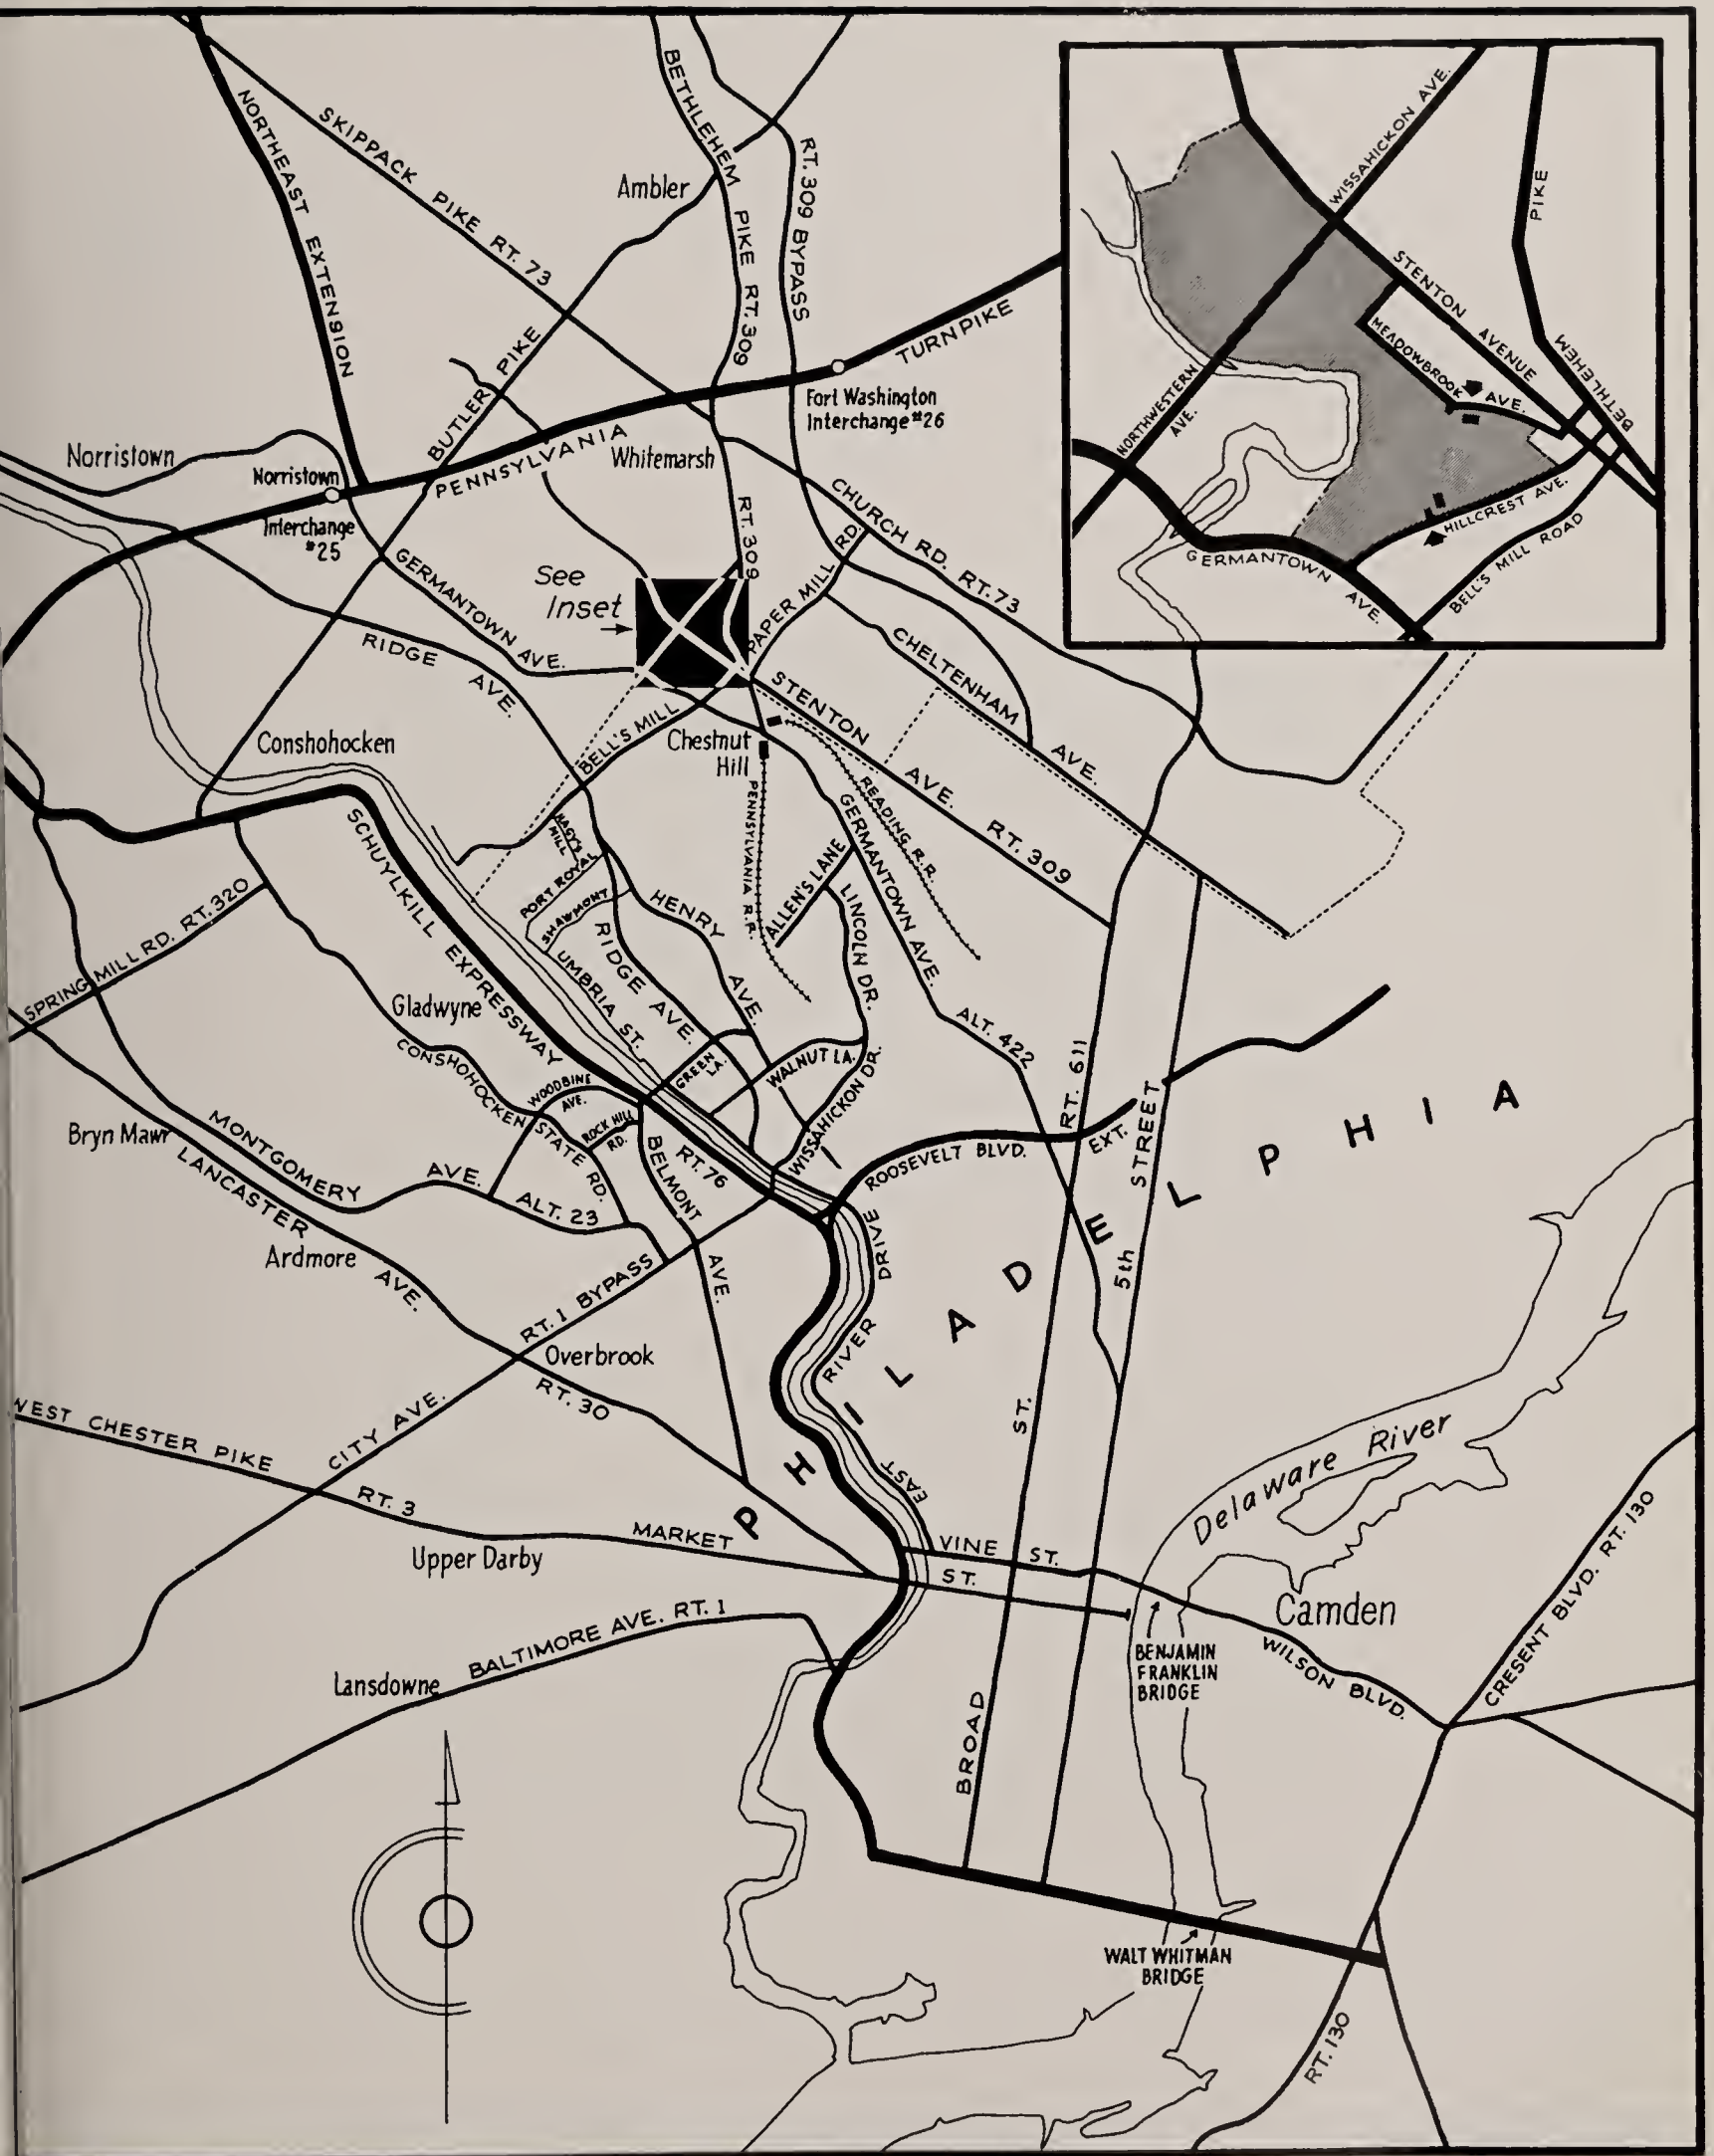 NORTHEAST EXTENSION
SKIPPACK PIKE RT. 73
BETHLEHEM PIKE RT. 309
RT. 309 BYPASS
Ambler
BUTLER PIKE
PENNSYLVANIA TURNPIKE
Fort Washington
Interchange #26
Norristown
Norristown
Interchange
#25
Whitemarsh
RT. 309
CHURCH RD. RT. 73
PAPER MILL RD.
GERMANTOWN AVE.
See
Inset
RIDGE AVE.
CHELTENHAM AVE.
STENTON AVE. RT. 309
BELL'S MILL
Chestnut
Hill
Conshohocken
PENNSYLVANIA R.R.
READING R.R.
GERMANTOWN AVE.
ALLEN'S LANE
LINCOLN DR.
HAGY'S
MILL
PORT ROYAL
SHAWMONT
HENRY AVE.
RIDGE AVE.
UMBRIA ST.
SCHUYLKILL EXPRESSWAY
RT. 76
SPRING MILL RD. RT. 320
Gladwyne
CONSHOHOCKEN STATE RD.
WOODBINE
AVE.
ROCK HILL
RD.
GREEN
LA.
WALNUT LA.
WISSAHICKON DR.
ALT. 422
RT. 611
5th STREET
ROOSEVELT BLVD. EXT.
Bryn Mawr
MONTGOMERY AVE.
ALT. 23
LANCASTER AVE.
Ardmore
BELMONT AVE.
RT. 1 BYPASS
CITY AVE.
Overbrook
RT. 30
EAST RIVER DRIVE
PHILADELPHIA
WEST CHESTER PIKE
RT. 3
MARKET ST.
Upper Darby
VINE ST.
BROAD ST.
Delaware River
Camden
BENJAMIN
FRANKLIN
BRIDGE
WILSON BLVD.
CRESENT BLVD. RT. 130
BALTIMORE AVE. RT. 1
Lansdowne
WALT WHITMAN
BRIDGE
RT. 130
WISSAHICKON AVE.
BETHLEHEM PIKE
STENTON AVENUE
MEADOWBROOK AVE.
NORTHWESTERN
AVE.
HILLCREST AVE.
GERMANTOWN AVE.
BELL'S MILL ROAD